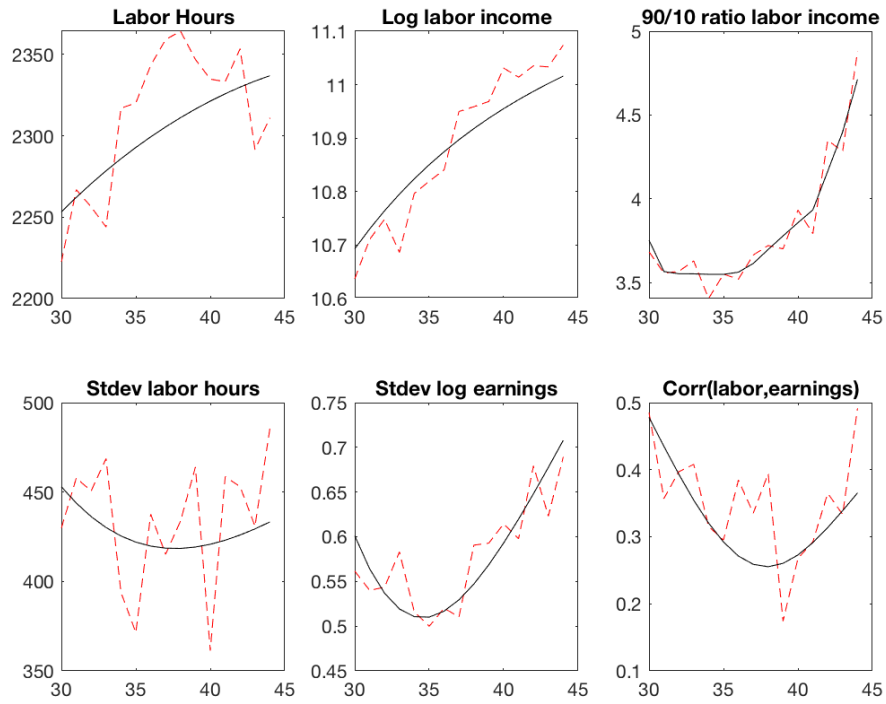 Labor Hours
2350
2300
2250
2200
30 35 40 45
Log labor income
11.1
11
10.9
10.8
10.7
10.6
30 35 40 45
90/10 ratio labor income
5
4.5
4
3.5
30 35 40 45
Stdev labor hours
500
450
400
350
30 35 40 45
Stdev log earnings
0.75
0.7
0.65
0.6
0.55
0.5
0.45
30 35 40 45
Corr(labor,earnings)
0.5
0.4
0.3
0.2
0.1
30 35 40 45